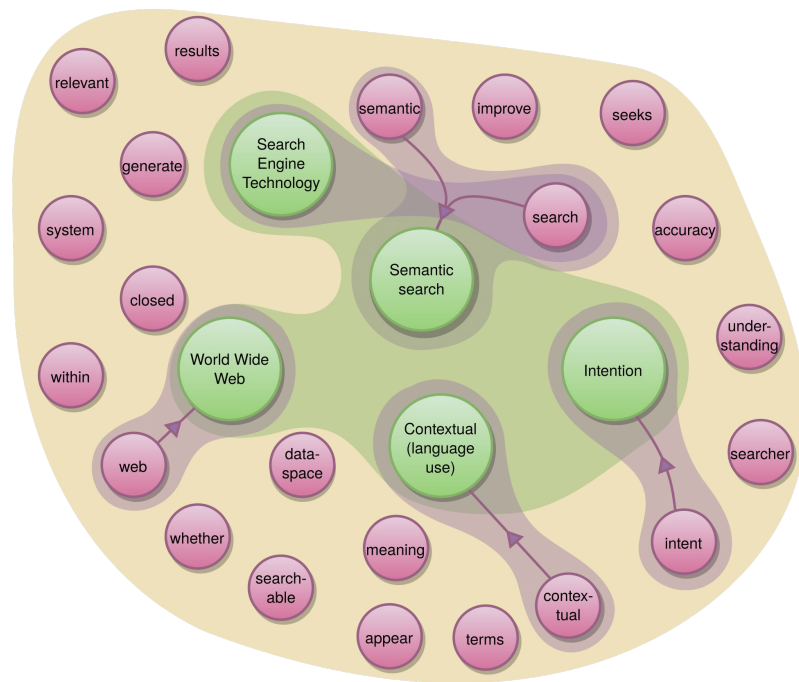 results
relevant
semantic
improve
seeks
Search
Engine
Technology
generate
search
system
accuracy
Semantic
search
closed
under-
standing
World Wide
Web
Intention
within
Contextual
(language
use)
web
data-
space
searcher
whether
meaning
intent
search-
able
contex-
tual
appear
terms